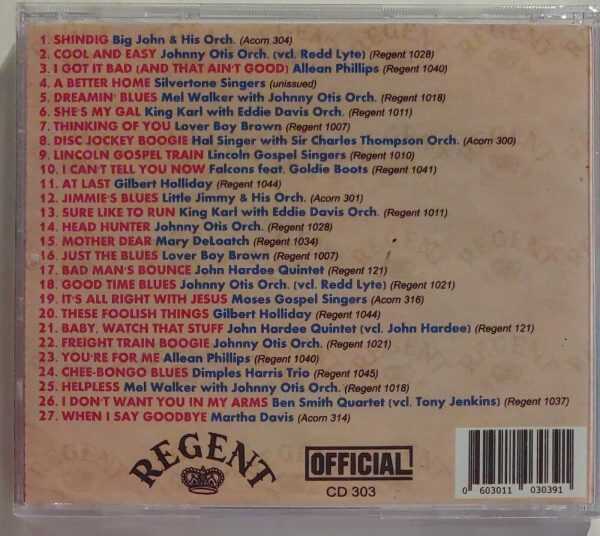 1. SHINDIG Big John & His Orch. (Acorn 304)
2. COOL AND EASY Johnny Otis Orch. (vcl. Redd Lyte) (Regent 1028)
3. I GOT IT BAD (AND THAT AIN'T GOOD) Allean Phillips (Regent 1040)
4. A BETTER HOME Silvertone Singers (unissued)
5. DREAMIN' BLUES Mel Walker with Johnny Otis Orch. (Regent 1018)
6. SHE'S MY GAL King Karl with Eddie Davis Orch. (Regent 1011)
7. THINKING OF YOU Lover Boy Brown (Regent 1007)
8. DISC JOCKEY BOOGIE Hal Singer with Sir Charles Thompson Orch. (Acorn 300)
9. LINCOLN GOSPEL TRAIN Lincoln Gospel Singers (Regent 1010)
10. I CAN'T TELL YOU NOW Falcons feat. Goldie Boots (Regent 1041)
11. AT LAST Gilbert Holliday (Regent 1044)
12. JIMMIE'S BLUES Little Jimmy & His Orch. (Acorn 301)
13. SURE LIKE TO RUN King Karl with Eddie Davis Orch. (Regent 1011)
14. HEAD HUNTER Johnny Otis Orch. (Regent 1028)
15. MOTHER DEAR Mary DeLoatch (Regent 1034)
16. JUST THE BLUES Lover Boy Brown (Regent 1007)
17. BAD MAN'S BOUNCE John Hardee Quintet (Regent 121)
18. GOOD TIME BLUES Johnny Otis Orch. (vcl. Redd Lyte) (Regent 1021)
19. IT'S ALL RIGHT WITH JESUS Moses Gospel Singers (Acorn 316)
20. THESE FOOLISH THINGS Gilbert Holliday (Regent 1044)
21. BABY, WATCH THAT STUFF John Hardee Quintet (vcl. John Hardee) (Regent 121)
22. FREIGHT TRAIN BOOGIE Johnny Otis Orch. (Regent 1021)
23. YOU'RE FOR ME Allean Phillips (Regent 1040)
24. CHEE-BONGO BLUES Dimples Harris Trio (Regent 1045)
25. HELPLESS Mel Walker with Johnny Otis Orch. (Regent 1018)
26. I DON'T WANT YOU IN MY ARMS Ben Smith Quartet (vcl. Tony Jenkins) (Regent 1037)
27. WHEN I SAY GOODBYE Martha Davis (Acorn 314)
REGENT
OFFICIAL
CD 303
0 603011 030391